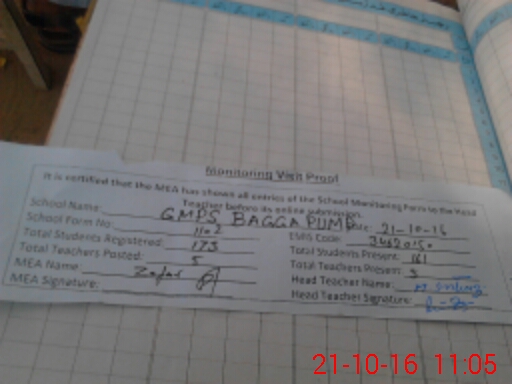 Monitoring Visit Proof
It is certified that the MEA has shown all entries of the School Monitoring Form to the Head
Teacher before its online submission.
School Name: GMPS BAGGA PUMP Date: 21-10-16
School Form No: EMIS Code:
Total Students Registered: 173 Total Students Present: 161
Total Teachers Posted: 5 Total Teachers Present: 5
MEA Name: Zafar Head Teacher Name:
MEA Signature: Head Teacher Signature:
21-10-16 11:05